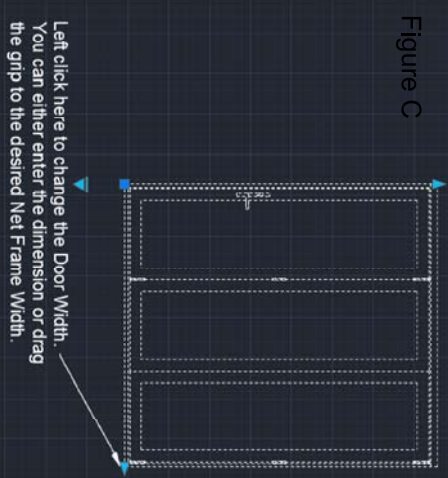 Figure C
Left click here to change the Door Width.
You can either enter the dimension or drag
the grip to the desired Net Frame Width.